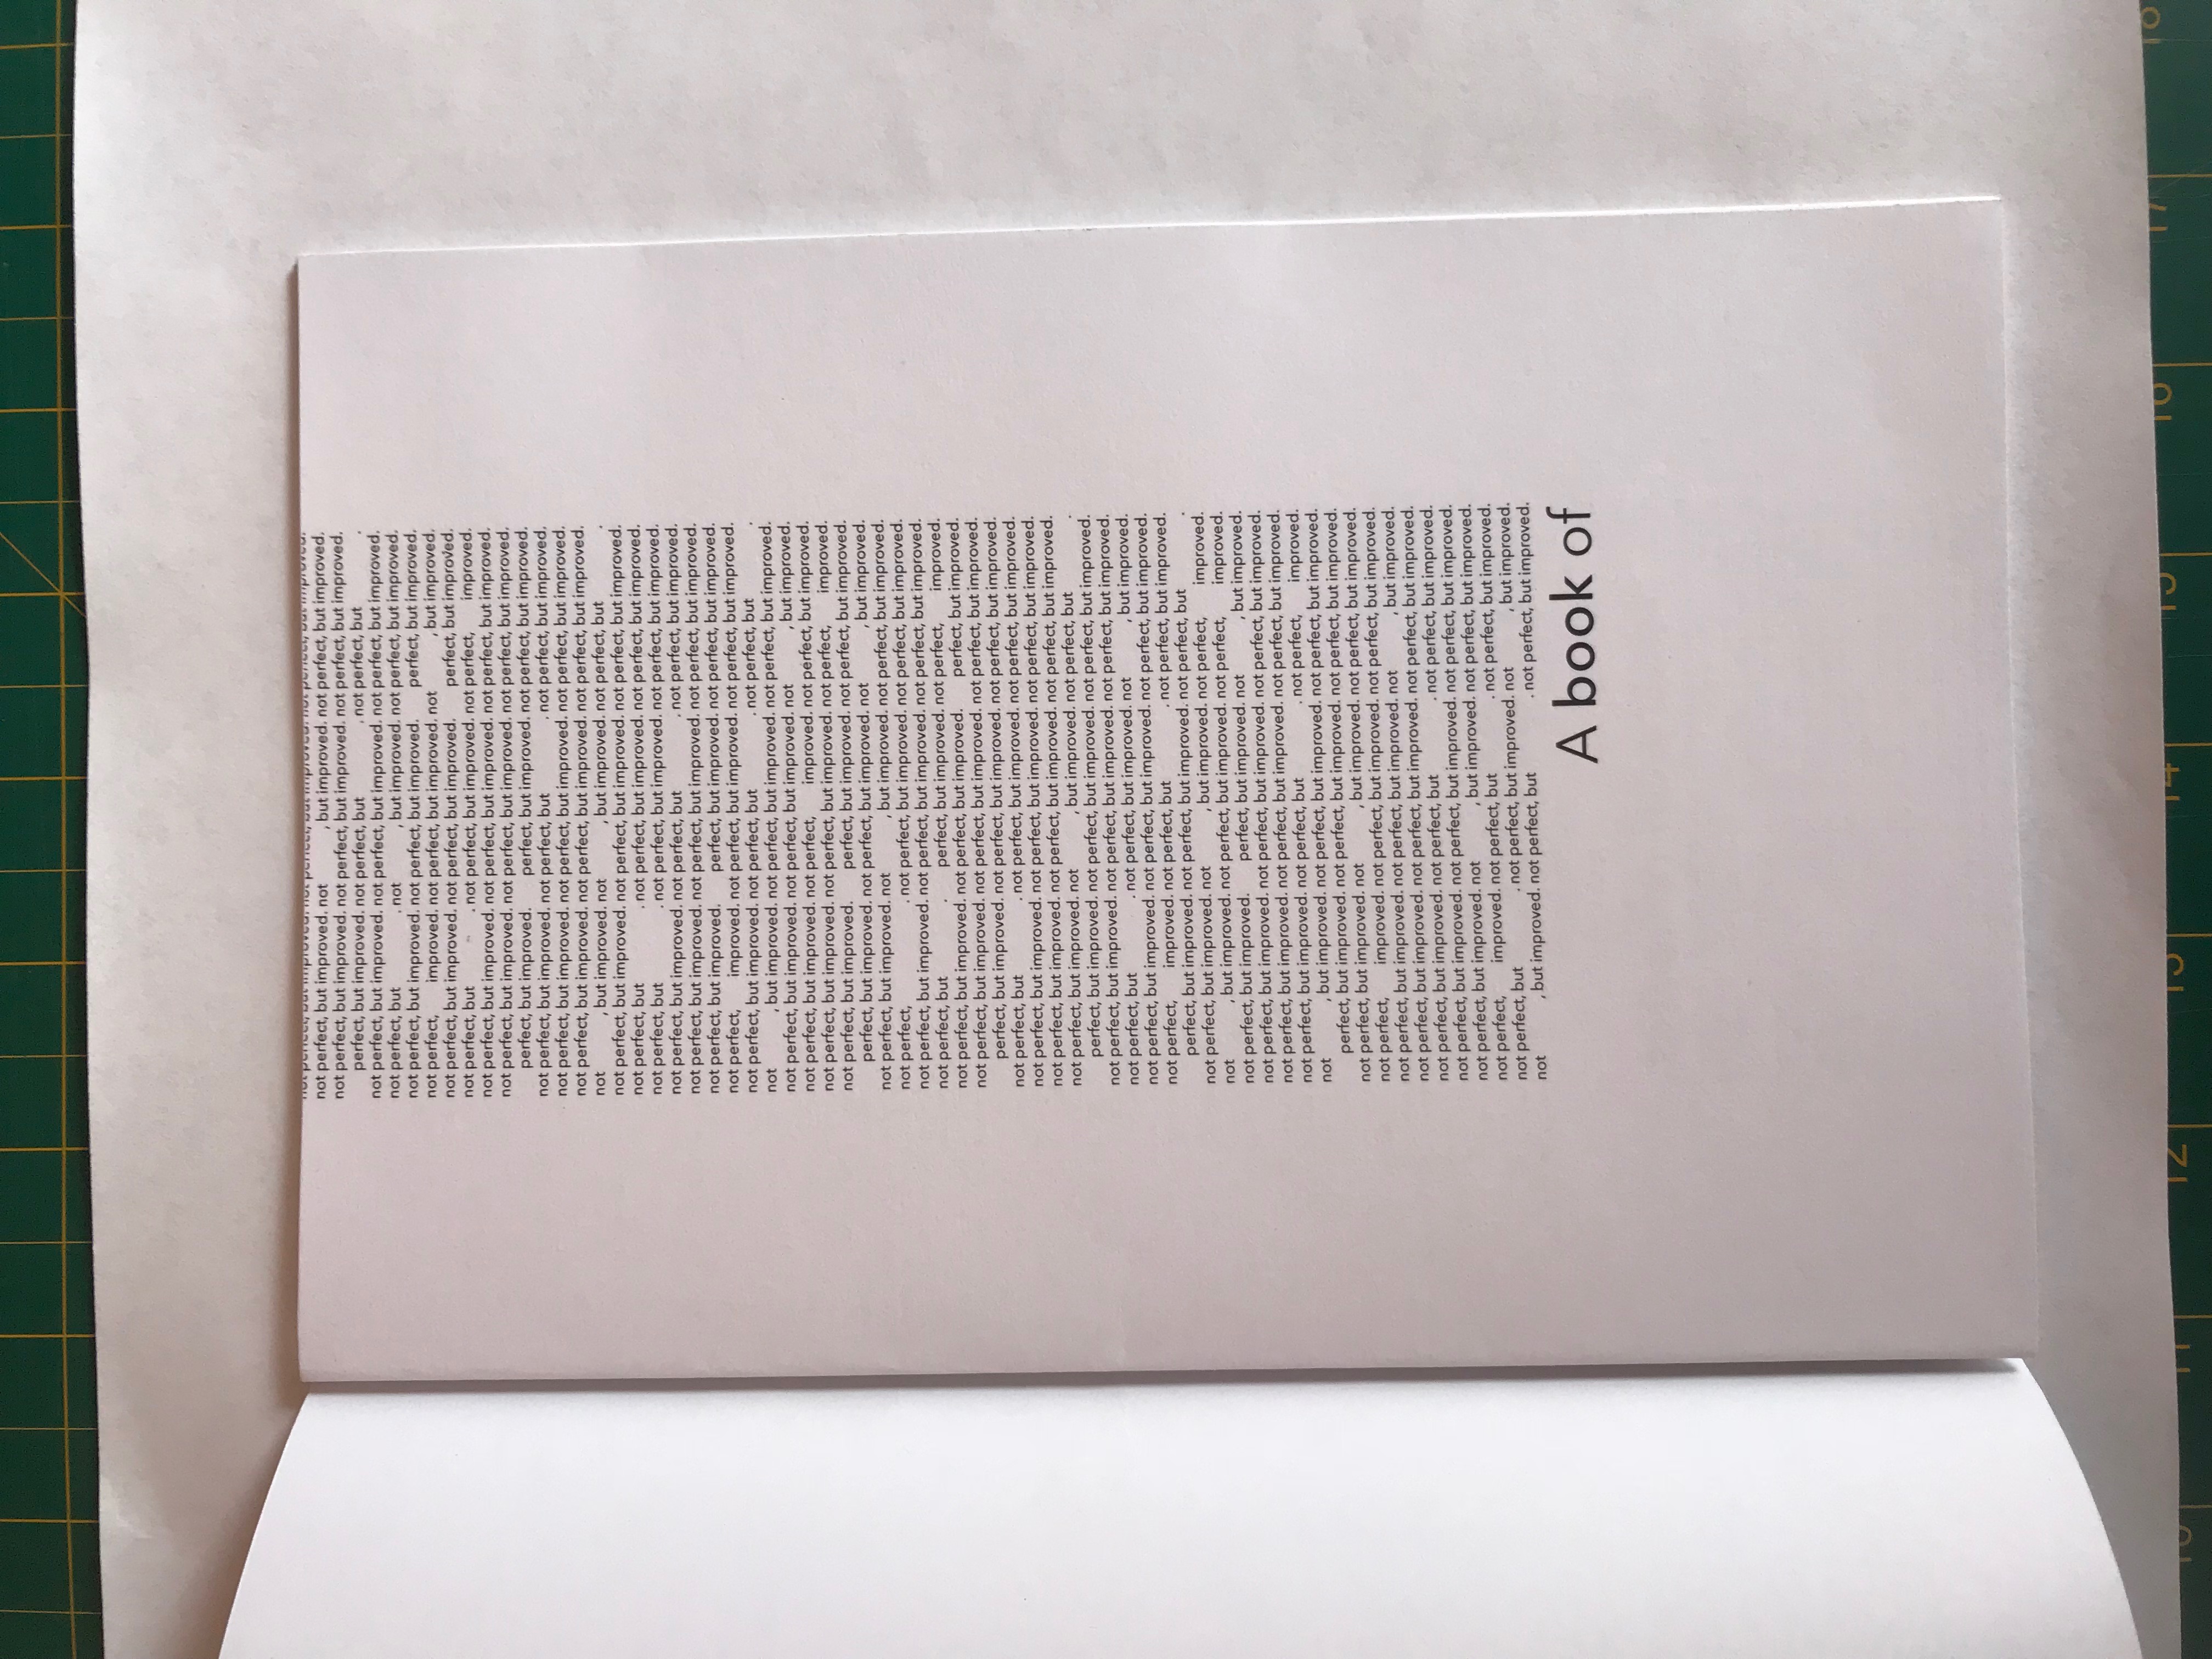 not perfect, but improved. not perfect, but improved. not perfect, but improved.
not perfect, but improved. not , but improved. not perfect, but improved.
not perfect, but improved. not perfect, but improved. not perfect, but improved.
perfect, but improved. not perfect, but . not perfect, but .
not perfect, but improved. not perfect, but improved. not perfect, but improved.
not perfect, but . not , but improved. not perfect, but improved.
not perfect, but improved. not perfect, but improved. perfect, but improved.
not perfect, improved. not perfect, but improved. not , but improved.
not perfect, but improved. not perfect, but improved. perfect, but improved.
not perfect, but . not perfect, but improved. not perfect, improved.
not perfect, but improved. not perfect, but improved. not perfect, but improved.
not perfect, but improved. not perfect, but improved. not perfect, but improved.
perfect, but improved. perfect, but improved. not perfect, but improved.
not perfect, but improved. not perfect, but . not perfect, but improved.
not perfect, but improved. not perfect, but improved. not perfect, but improved.
not perfect, but improved. not perfect, but improved. not perfect, but improved.
not , but improved. not , but improved. not perfect, but .
not perfect, but improved. not perfect, but improved. not perfect, but improved.
not perfect, but . not perfect, but improved. not perfect, but improved.
not perfect, but . not perfect, but improved. not perfect, but improved.
not perfect, but improved. not perfect, but . not perfect, but improved.
not perfect, but improved. not perfect, but improved. not perfect, but improved.
not perfect, but improved. perfect, but improved. not perfect, but improved.
not perfect, improved. not perfect, but improved. not perfect, but improved.
not perfect, but improved. not perfect, but . not perfect, but .
not , but improved. not perfect, but improved. not perfect, but improved.
not perfect, but improved. not perfect, but improved. not , but improved.
not perfect, but improved. not perfect, improved. not perfect, but improved.
not perfect, but improved. not perfect, but improved. not perfect, improved.
not perfect, but improved. perfect, but improved. not perfect, but improved.
perfect, but improved. not perfect, but improved. not , but improved.
not perfect, but improved. not , but improved. not perfect, but improved.
not perfect, . not perfect, but improved. not perfect, but improved.
not perfect, but improved. not perfect, but improved. not perfect, but improved.
not perfect, but . perfect, but improved. not perfect, improved.
not perfect, but improved. not perfect, but improved. perfect, but improved.
not perfect, but improved. not perfect, but improved. not perfect, but improved.
perfect, but improved. not perfect, but improved. not perfect, but improved.
not perfect, but . not perfect, but improved. not perfect, but improved.
not perfect, but improved. not perfect, but improved. not perfect, but improved.
not perfect, but improved. not perfect, but improved. not perfect, but improved.
not perfect, but improved. not , but improved. not perfect, but .
perfect, but improved. not perfect, but improved. not perfect, but improved.
not perfect, but improved. not perfect, but improved. not perfect, but improved.
not perfect, but . not perfect, but improved. not , but improved.
not perfect, but improved. not perfect, but improved. not perfect, but improved.
not perfect, improved. not perfect, but . not perfect, but improved.
perfect, but improved. not perfect, but improved. not perfect, but .
not perfect, but improved. not , but improved. not perfect, improved.
not , but improved. not perfect, but improved. not perfect, improved.
not perfect, but improved. perfect, but improved. not , but improved.
not perfect, but improved. not perfect, but improved. not perfect, but improved.
not perfect, but improved. not perfect, but improved. not perfect, but improved.
not perfect, but improved. not perfect, but . not perfect, improved.
not , but improved. not perfect, but improved. not perfect, but improved.
perfect, but improved. not perfect, but improved. not perfect, but improved.
not perfect, but improved. not , but improved. not perfect, but improved.
not perfect, improved. not perfect, but improved. not perfect, but improved.
not perfect, but improved. not perfect, but improved. not , but improved.
not perfect, but improved. not perfect, but improved. not perfect, but improved.
not perfect, but improved. not perfect, but . not perfect, but improved.
not perfect, but improved. not perfect, but improved. not perfect, but improved.
not perfect, but improved. not , but improved. not perfect, but improved.
not perfect, improved. not perfect, but . not perfect, but improved.
not perfect, but . not perfect, but improved. not , but improved.
not , but improved. not perfect, but . not perfect, but improved.
A book of
10 11 12 13 14 15 16 17 18